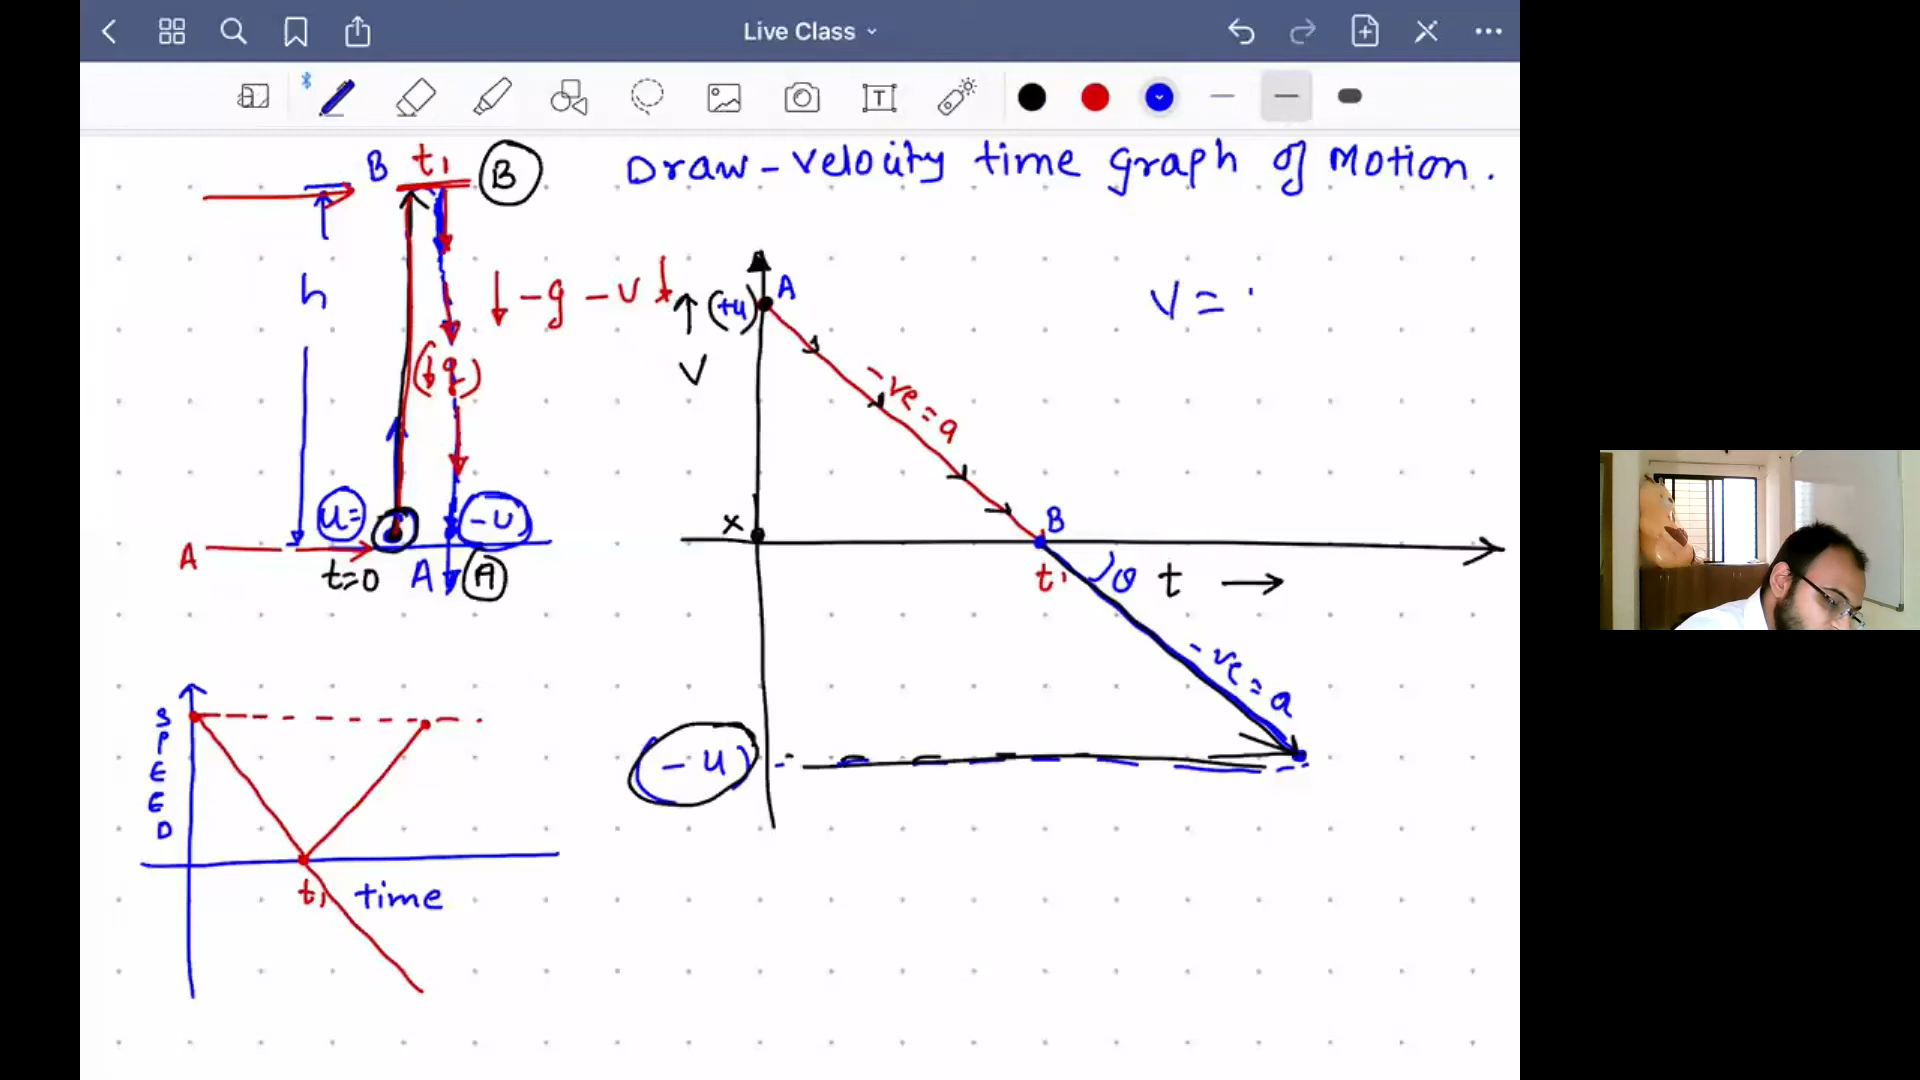 Live Class
T
Draw - velocity time graph of Motion.
B t₁ B
h
↓ -g - v ↓
(↓g)
u=
-u
A
t=0 A A
↑ (+u) A
V
v =
-ve = a
x
B
t₁ θ t →
-ve = a
- u
SPEED
t₁ time